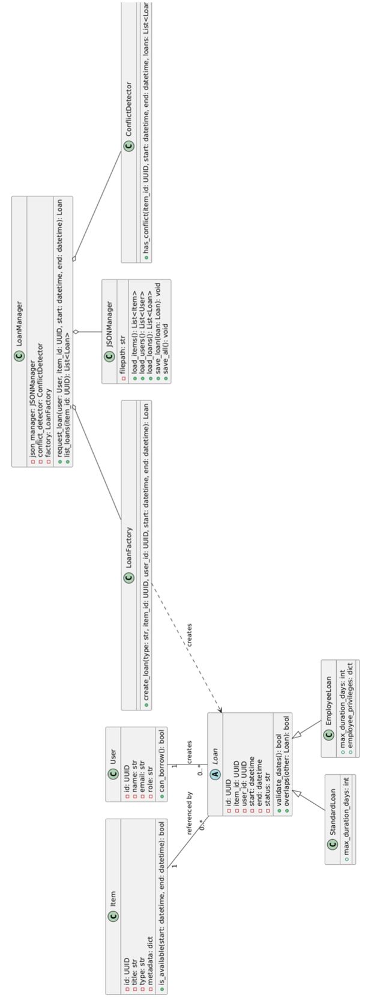 C LoanManager
json_manager: JSONManager
conflict_detector: ConflictDetector
factory: LoanFactory
request_loan(user: User, item_id: UUID, start: datetime, end: datetime): Loan
list_loans(item_id: UUID): List<Loan>
C LoanFactory
create_loan(type: str, item_id: UUID, user_id: UUID, start: datetime, end: datetime): Loan
C JSONManager
filepath: str
load_items(): List<Item>
load_users(): List<User>
load_loans(): List<Loan>
save_loan(loan: Loan): void
save_all(): void
C ConflictDetector
has_conflict(item_id: UUID, start: datetime, end: datetime, loans: List<Loan
creates
C Item
id: UUID
title: str
type: str
metadata: dict
is_available(start: datetime, end: datetime): bool
C User
id: UUID
name: str
email: str
role: str
can_borrow(): bool
1
referenced by
0..*
1
creates
0..*
A Loan
id: UUID
item_id: UUID
user_id: UUID
start: datetime
end: datetime
status: str
validate_dates(): bool
overlaps(other: Loan): bool
C StandardLoan
max_duration_days: int
C EmployeeLoan
max_duration_days: int
employee_privileges: dict